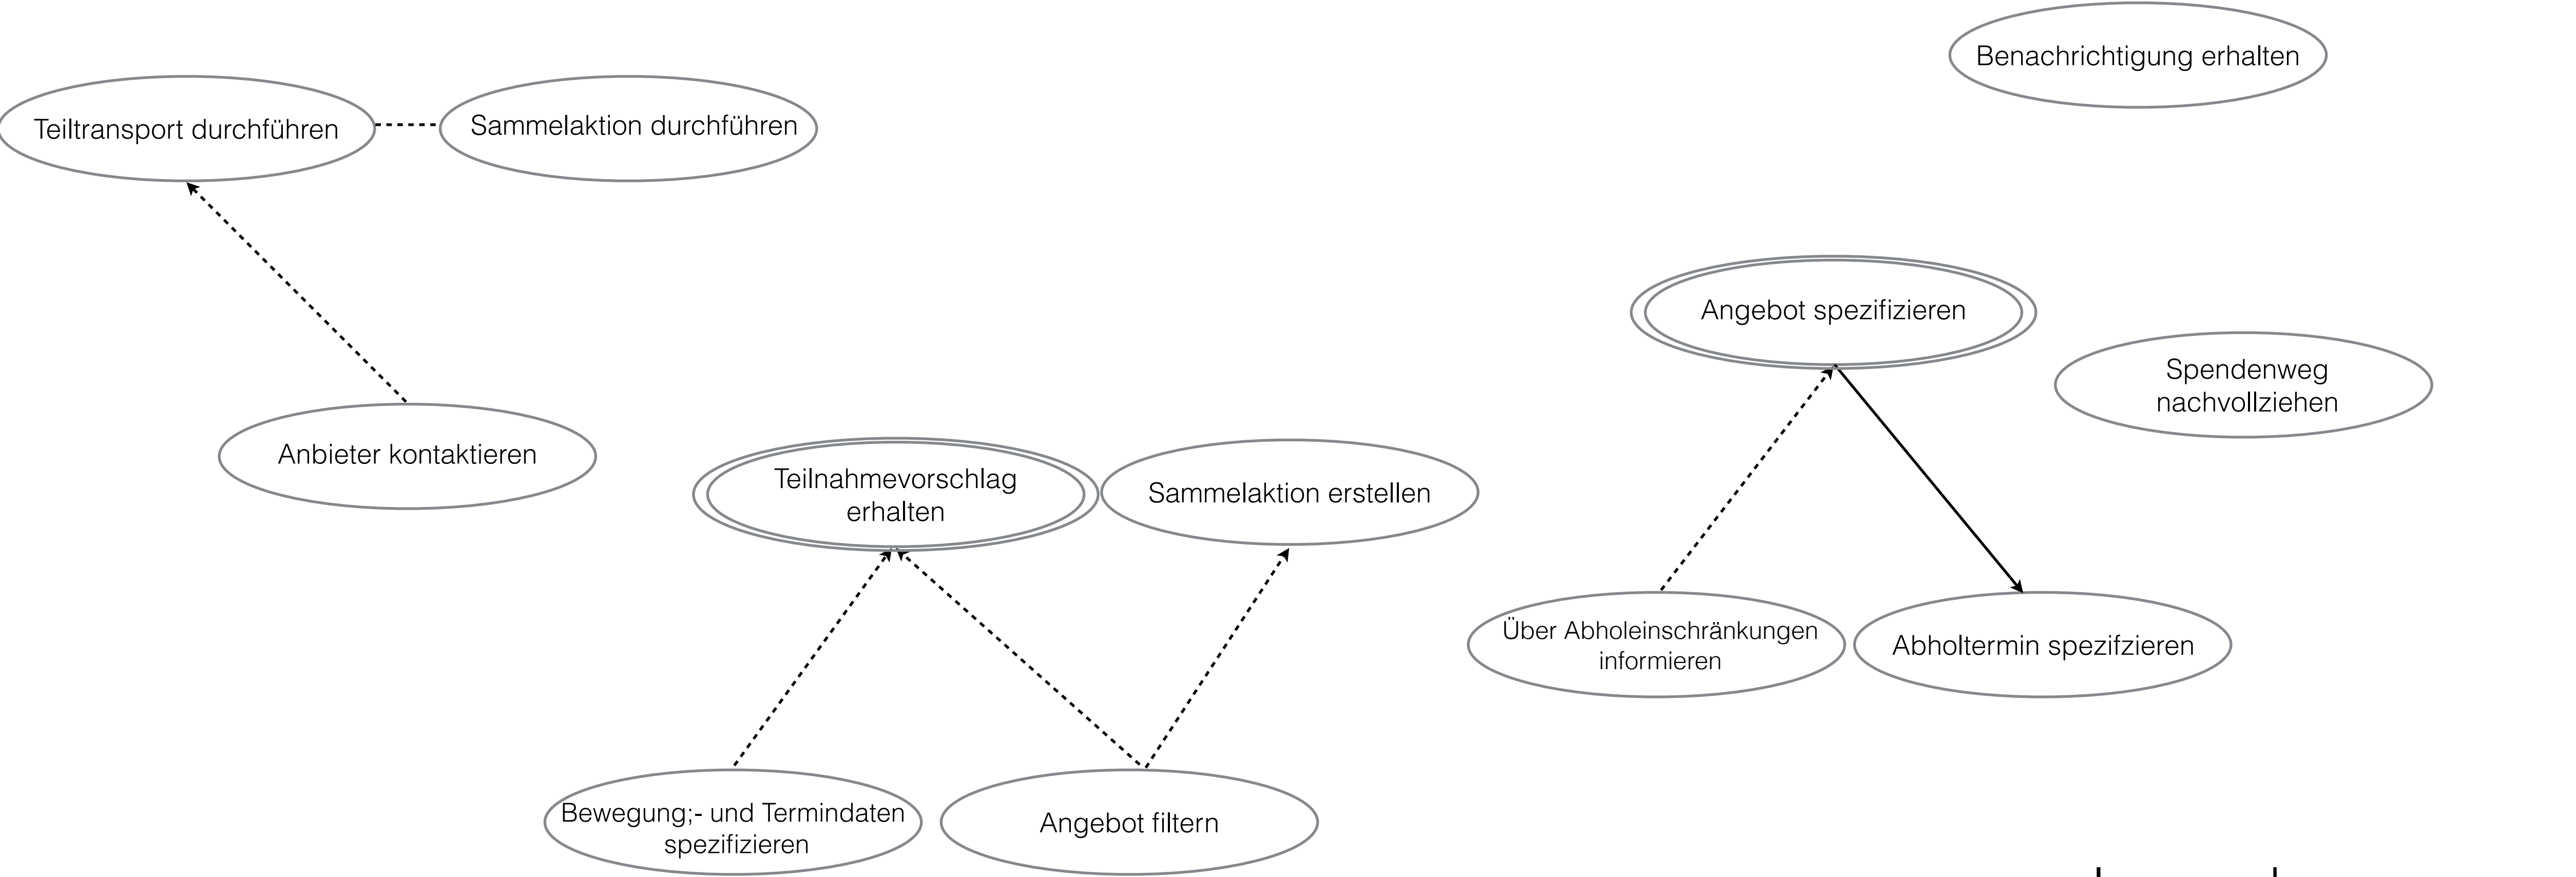 Benachrichtigung erhalten
Teiltransport durchführen
Sammelaktion durchführen
Angebot spezifizieren
Spendenweg
nachvollziehen
Anbieter kontaktieren
Teilnahmevorschlag
erhalten
Sammelaktion erstellen
Über Abholeinschränkungen
informieren
Abholtermin spezifzieren
Bewegung;- und Termindaten
spezifizieren
Angebot filtern